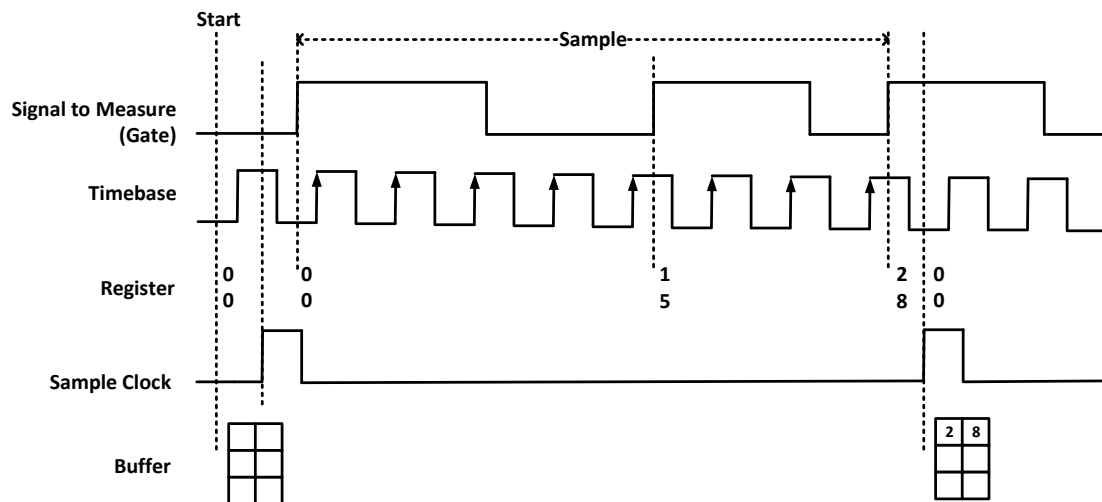 Start
Sample
Signal to Measure
(Gate)
Timebase
Register
0 0 1 2 0
0 0 5 8 0
Sample Clock
Buffer
2 8